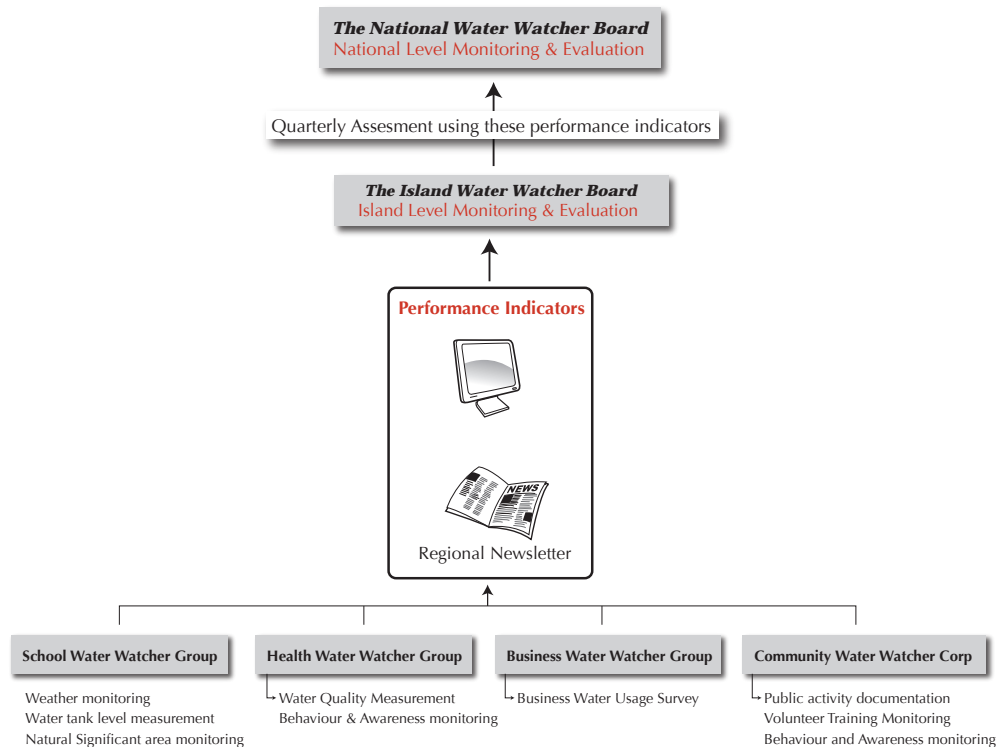 The National Water Watcher Board
National Level Monitoring & Evaluation
Quarterly Assesment using these performance indicators
The Island Water Watcher Board
Island Level Monitoring & Evaluation
Performance Indicators
NEWS
Regional Newsletter
School Water Watcher Group
Weather monitoring
Water tank level measurement
Natural Significant area monitoring
Health Water Watcher Group
Water Quality Measurement
Behaviour & Awareness monitoring
Business Water Watcher Group
Business Water Usage Survey
Community Water Watcher Corp
Public activity documentation
Volunteer Training Monitoring
Behaviour and Awareness monitoring